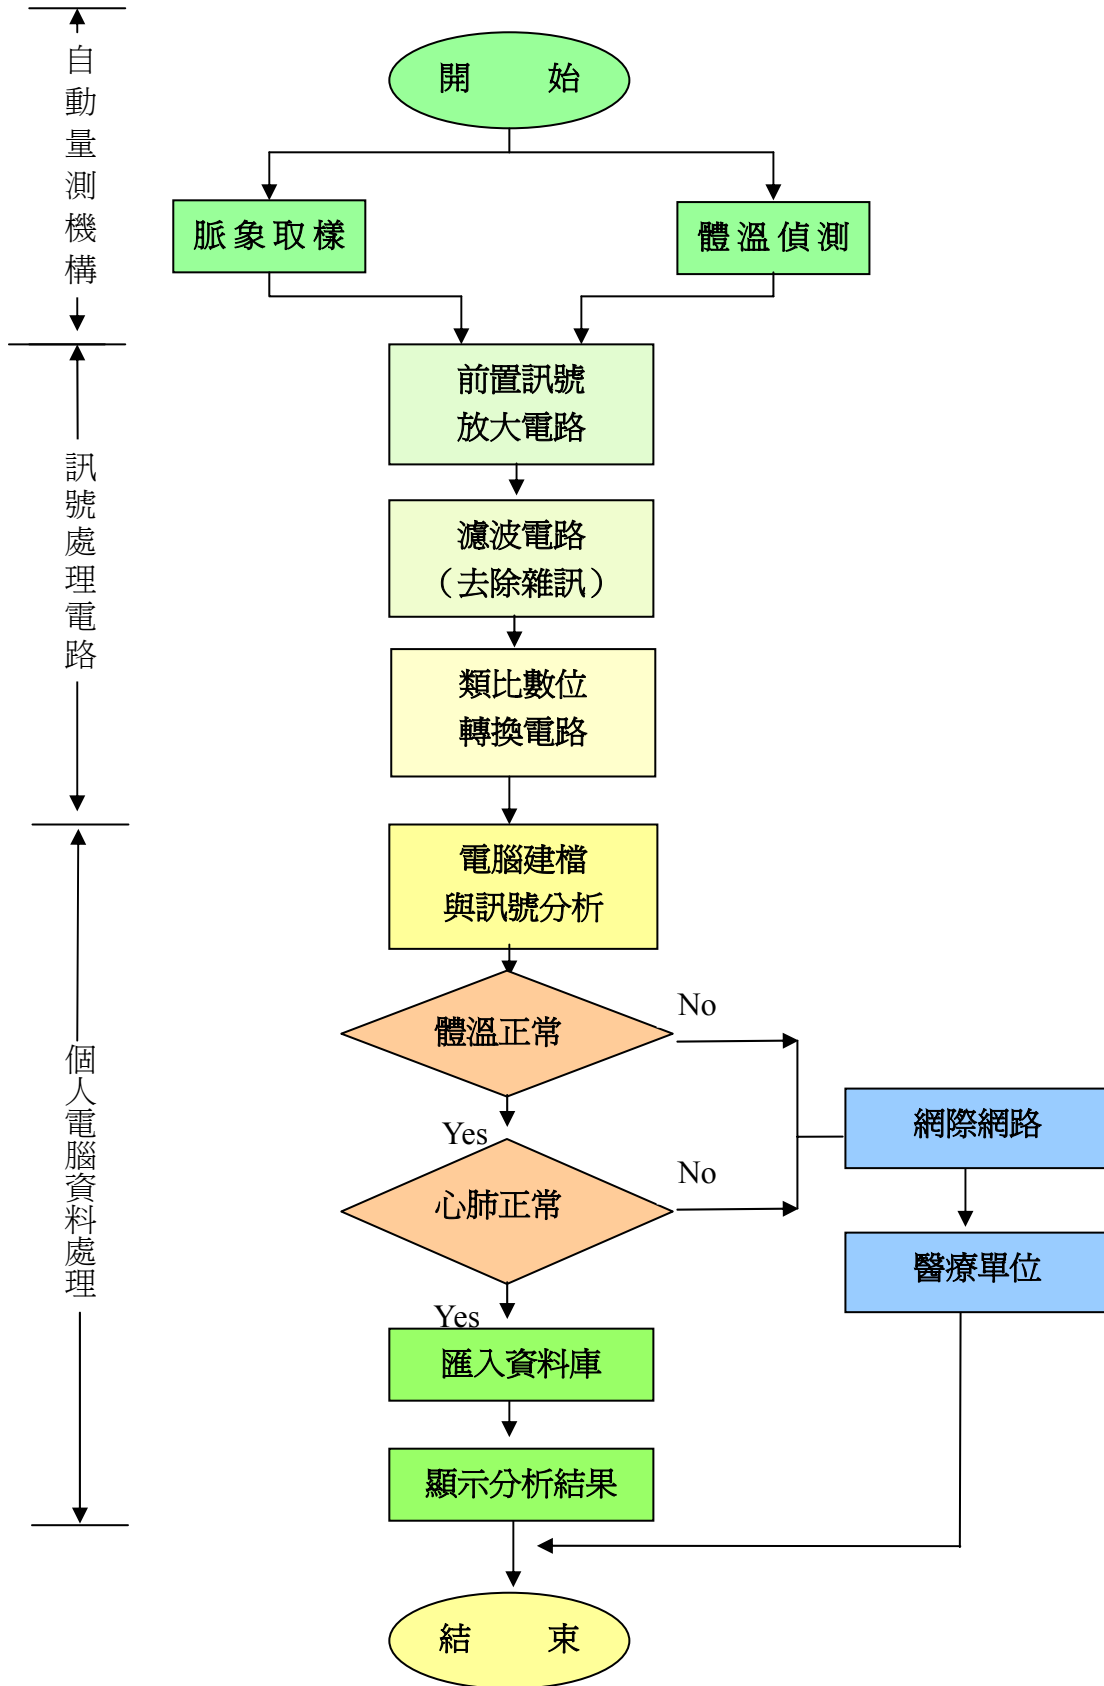 自動量測機構
開 始
脈象取樣
體溫偵測
訊號處理電路
前置訊號
放大電路
濾波電路
（去除雜訊）
類比數位
轉換電路
個人電腦資料處理
電腦建檔
與訊號分析
體溫正常
No
Yes
網際網路
心肺正常
No
Yes
醫療單位
匯入資料庫
顯示分析結果
結 束